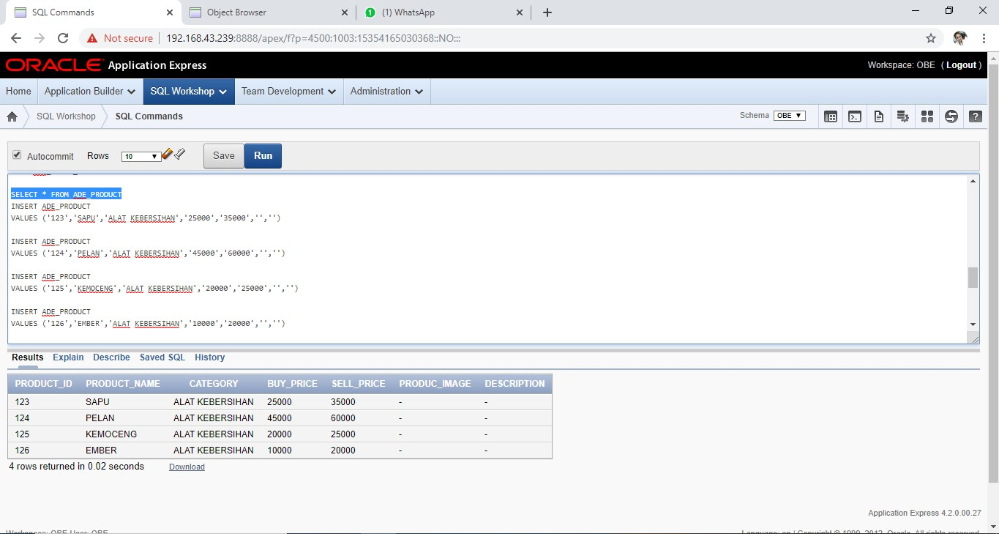 SQL Commands
Object Browser
1 (1) WhatsApp
Not secure 192.168.43.239:8888/apex/f?p=4500:1003:15354165030368::NO:::
ORACLE Application Express Workspace: OBE ( Logout )
Home Application Builder SQL Workshop Team Development Administration
SQL Workshop SQL Commands Schema OBE ?
Autocommit Rows 10 Save Run
SELECT * FROM ADE_PRODUCT
INSERT ADE_PRODUCT
VALUES ('123','SAPU','ALAT KEBERSIHAN','25000','35000','','')
INSERT ADE_PRODUCT
VALUES ('124','PELAN','ALAT KEBERSIHAN','45000','60000','','')
INSERT ADE_PRODUCT
VALUES ('125','KEMOCENG','ALAT KEBERSIHAN','20000','25000','','')
INSERT ADE_PRODUCT
VALUES ('126','EMBER','ALAT KEBERSIHAN','10000','20000','','')
Results Explain Describe Saved SQL History
PRODUCT_ID PRODUCT_NAME CATEGORY BUY_PRICE SELL_PRICE PRODUC_IMAGE DESCRIPTION
123 SAPU ALAT KEBERSIHAN 25000 35000 - -
124 PELAN ALAT KEBERSIHAN 45000 60000 - -
125 KEMOCENG ALAT KEBERSIHAN 20000 25000 - -
126 EMBER ALAT KEBERSIHAN 10000 20000 - -
4 rows returned in 0.02 seconds Download
Application Express 4.2.0.00.27
Workspace: OBE User: OBE Language: en | Copyright © 1999, 2012, Oracle. All rights reserved.